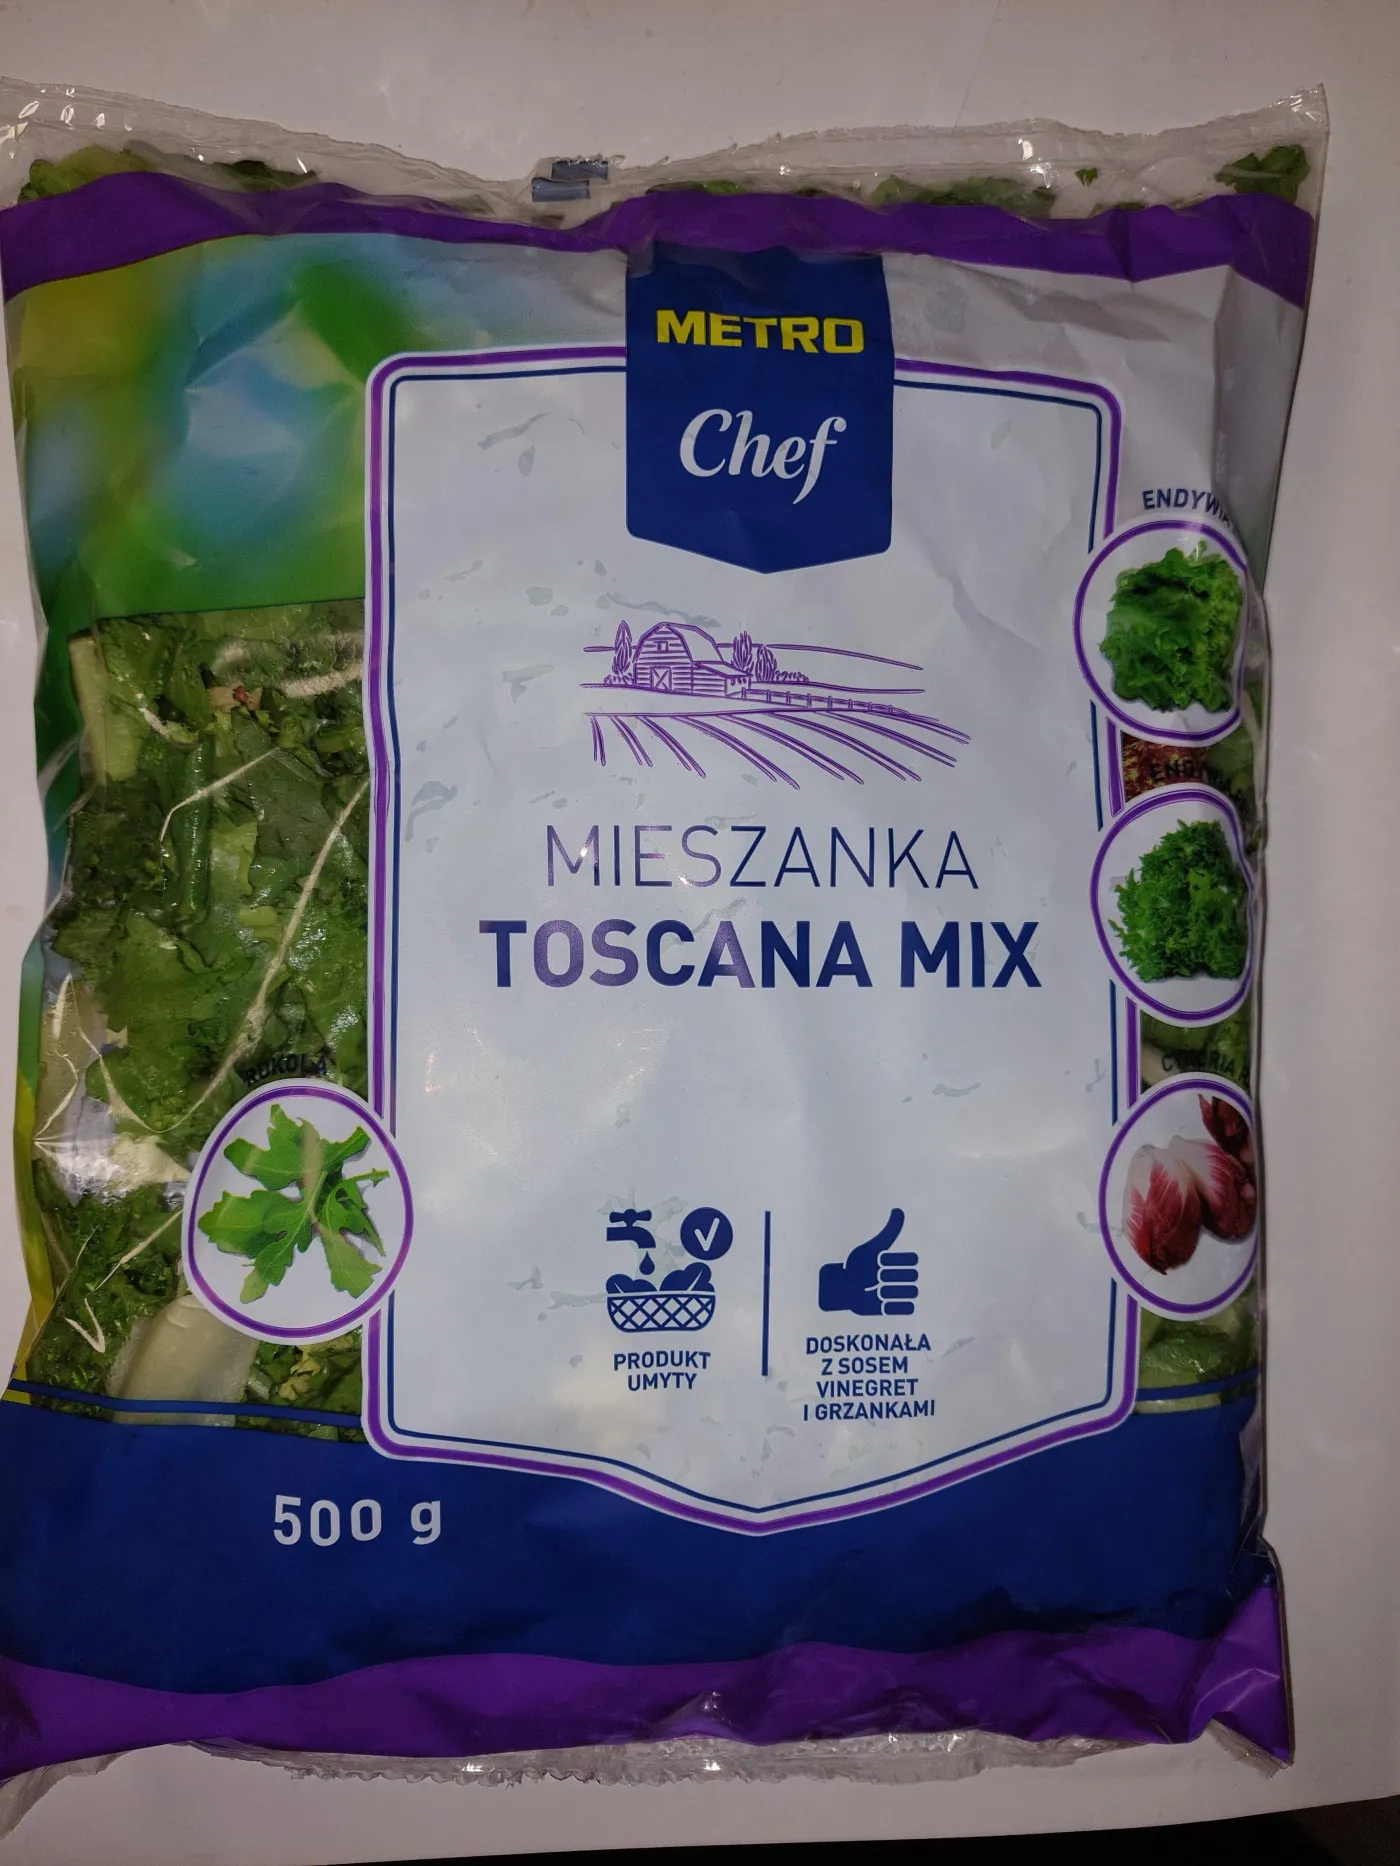 METRO
Chef
ENDYWIA
MIESZANKA
TOSCANA MIX
RUKOLA
PRODUKT
UMYTY
DOSKONAŁA
Z SOSEM
VINEGRET
I GRZANKAMI
500 g